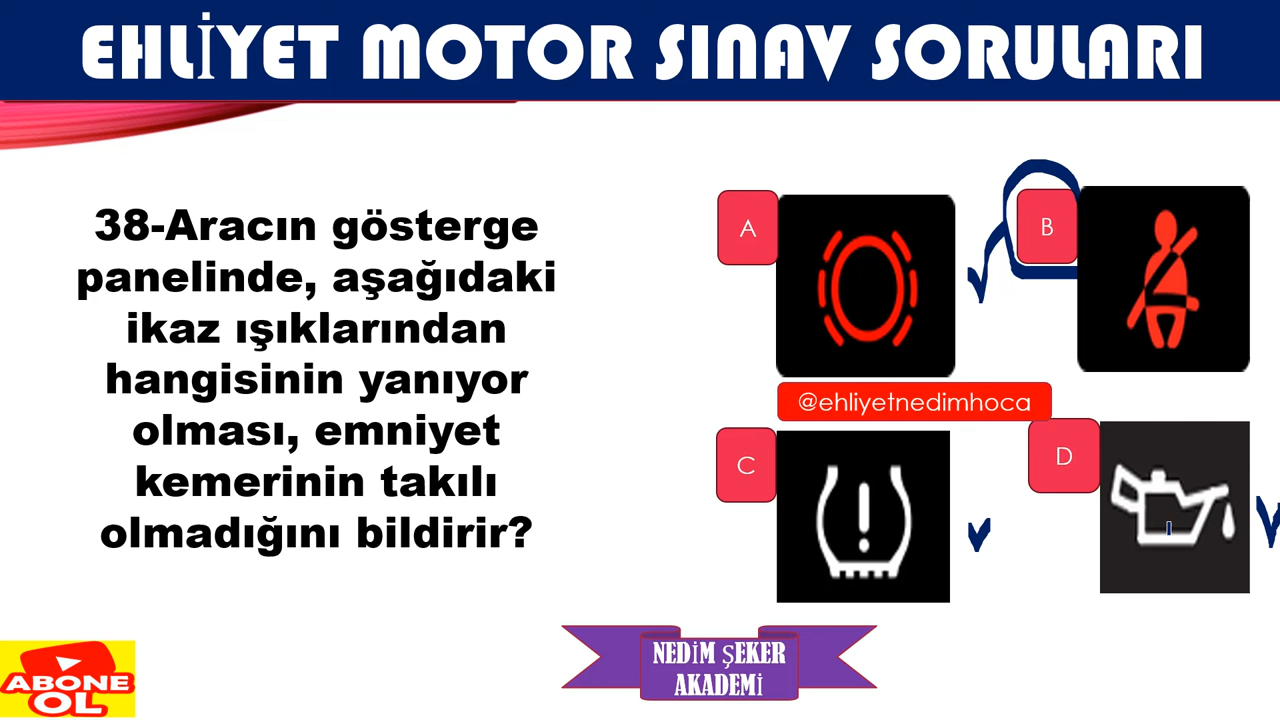 EHLİYET MOTOR SINAV SORULARI
38-Aracın gösterge
panelinde, aşağıdaki
ikaz ışıklarından
hangisinin yanıyor
olması, emniyet
kemerinin takılı
olmadığını bildirir?
A
B
@ehliyetnedimhoca
C
D
!
NEDİM ŞEKER
AKADEMİ
ABONE
OL